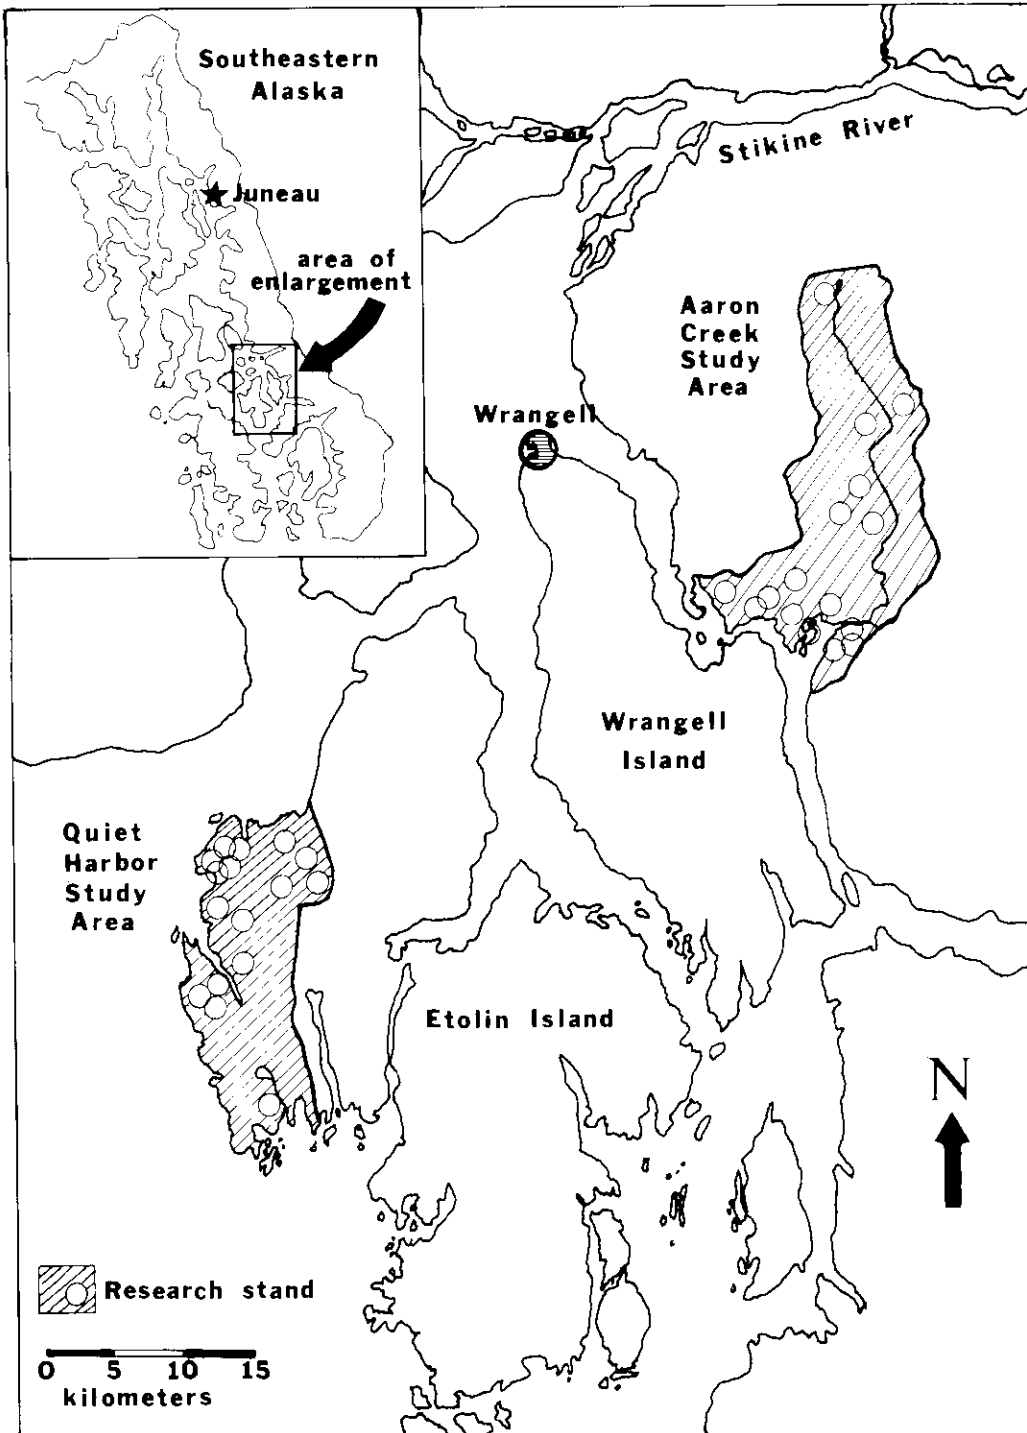 Southeastern
Alaska
Juneau
area of
enlargement
Stikine River
Aaron
Creek
Study
Area
Wrangell
Wrangell
Island
Quiet
Harbor
Study
Area
Etolin Island
N
Research stand
0 5 10 15
kilometers